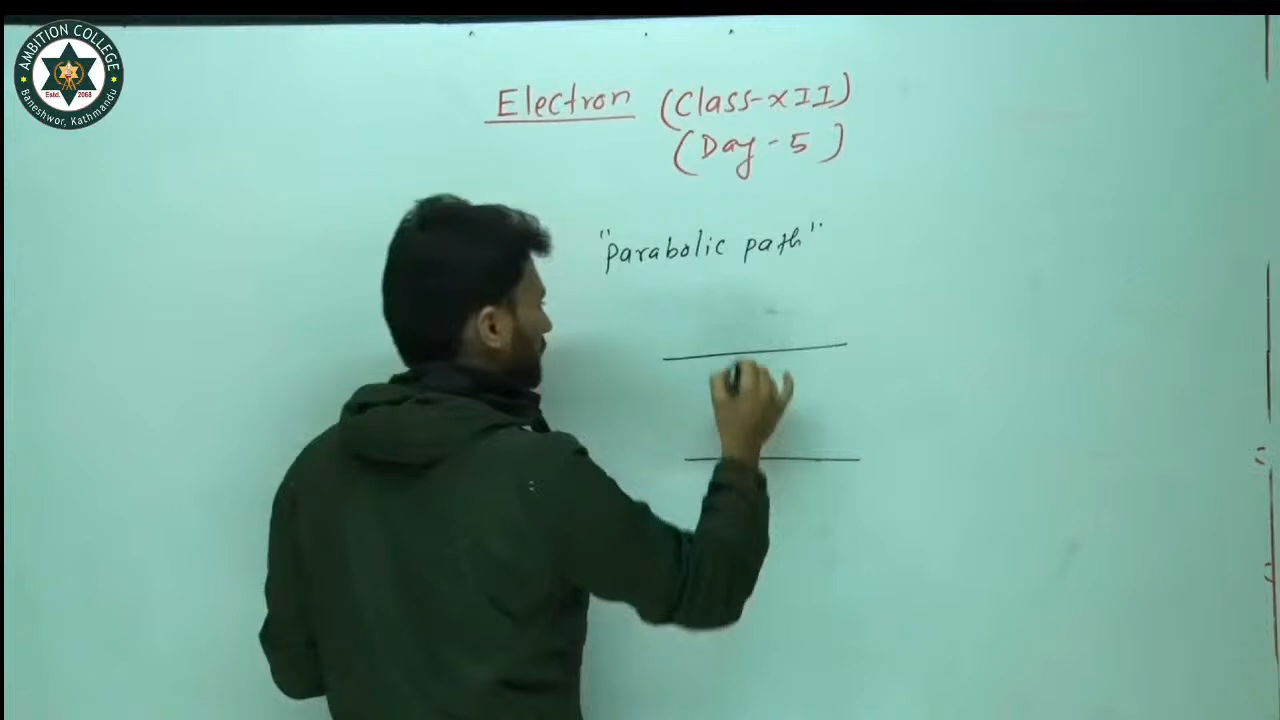 AMBITION COLLEGE
Estd. 2068
Baneshwor, Kathmandu
Electron (Class-XII)
(Day-5)
"parabolic path"